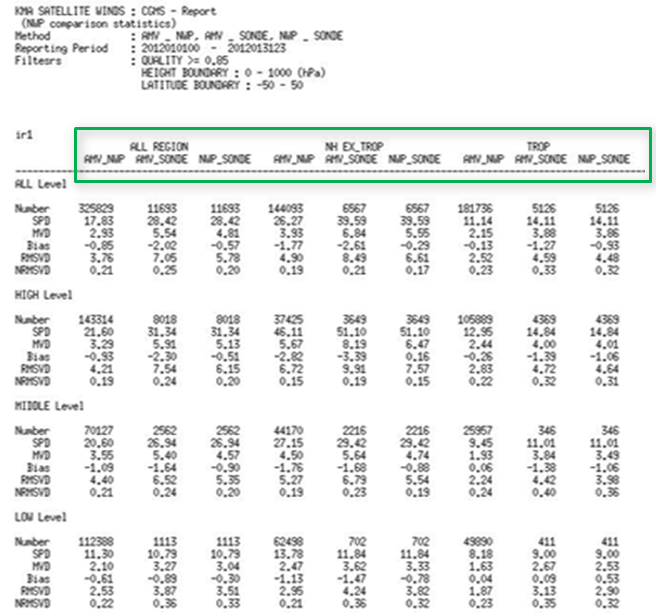 KMA SATELLITE WINDS : CGMS - Report
(NWP comparison statistics)
Method : AMV _ NWP, AMV _ SONDE, NWP _ SONDE
Reporting Period : 2012010100 - 2012013123
Filtesrs : QUALITY >= 0.85
HEIGHT BOUNDARY : 0 - 1000 (hPa)
LATITUDE BOUNDARY : -50 - 50
ir1
ALL REGION NH EX_TROP TROP
AMV_NWP AMV_SONDE NWP_SONDE AMV_NWP AMV_SONDE NWP_SONDE AMV_NWP AMV_SONDE NWP_SONDE
ALL Level
Number 325829 11693 11693 144093 6567 6567 181736 5126 5126
SPD 17.83 28.42 28.42 26.27 39.59 39.59 11.14 14.11 14.11
MVD 2.93 5.54 4.81 3.93 6.84 5.55 2.15 3.88 3.86
Bias -0.85 -2.02 -0.57 -1.77 -2.61 -0.29 -0.13 -1.27 -0.93
RMSVD 3.76 7.05 5.78 4.90 8.49 6.61 2.52 4.59 4.48
NRMSVD 0.21 0.25 0.20 0.19 0.21 0.17 0.23 0.33 0.32
HIGH Level
Number 143314 8018 8018 37425 3649 3649 105889 4369 4369
SPD 21.60 31.34 31.34 46.11 51.10 51.10 12.95 14.84 14.84
MVD 3.29 5.91 5.13 5.67 8.19 6.47 2.44 4.00 4.01
Bias -0.93 -2.30 -0.51 -2.82 -3.39 0.16 -0.26 -1.39 -1.06
RMSVD 4.21 7.54 6.15 6.72 9.91 7.57 2.83 4.72 4.64
NRMSVD 0.19 0.24 0.20 0.15 0.19 0.15 0.22 0.32 0.31
MIDDLE Level
Number 70127 2562 2562 44170 2216 2216 25957 346 346
SPD 20.60 26.94 26.94 27.15 29.42 29.42 9.45 11.01 11.01
MVD 3.55 5.40 4.57 4.50 5.64 4.74 1.93 3.84 3.49
Bias -1.09 -1.64 -0.90 -1.76 -1.68 -0.88 0.06 -1.38 -1.06
RMSVD 4.40 6.52 5.35 5.27 6.79 5.54 2.24 4.42 3.98
NRMSVD 0.21 0.24 0.20 0.19 0.23 0.19 0.24 0.40 0.36
LOW Level
Number 112388 1113 1113 62498 702 702 49890 411 411
SPD 11.30 10.79 10.79 13.78 11.84 11.84 8.18 9.00 9.00
MVD 2.10 3.27 3.04 2.47 3.62 3.33 1.63 2.67 2.53
Bias -0.61 -0.89 -0.30 -1.13 -1.47 -0.78 0.04 0.09 0.53
RMSVD 2.53 3.87 3.51 2.95 4.24 3.82 1.87 3.13 2.90
NRMSVD 0.22 0.36 0.33 0.21 0.36 0.32 0.23 0.35 0.32